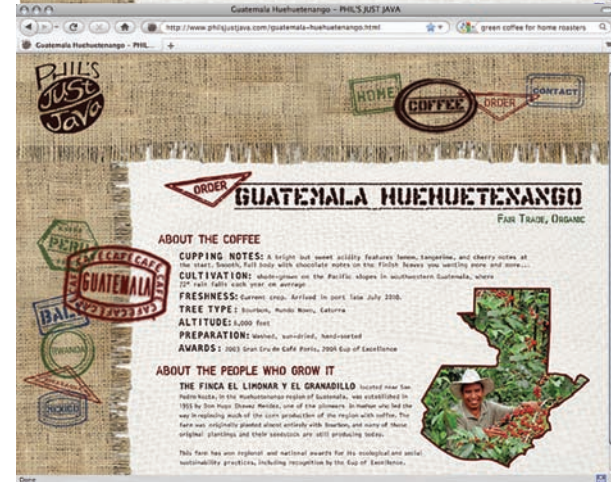 Guatemala Huehuetenango – PHIL'S JUST JAVA
http://www.philsjustjava.com/guatemala-huehuetenango.html
green coffee for home roasters
Guatemala Huehuetenango – PHIL...
PHIL'S
JUST
JAVA
HOME
COFFEE
ORDER
CONTACT
ORDER
GUATEMALA HUEHUETENANGO
FAIR TRADE, ORGANIC
ABOUT THE COFFEE
CUPPING NOTES: A bright but sweet acidity features lemon, tangerine, and cherry notes at
the start. Smooth, full body with chocolate notes on the finish leaves you wanting more and more...
CULTIVATION: shade-grown on the Pacific slopes in southwestern Guatemala, where
72" rain falls each year on average
FRESHNESS: Current crop. Arrived in port late July 2010.
TREE TYPE: Bourbon, Mundo Novo, Caturra
ALTITUDE: 6,000 feet
PREPARATION: Washed, sun-dried, hand-sorted
AWARDS: 2003 Gran Cru de Café Paris, 2004 Cup of Excellence
PERU
CAFE CAFE CAFE
GUATEMALA
CAFE CAFE CAFE
BALI
RWANDA
MEXICO
ABOUT THE PEOPLE WHO GROW IT
THE FINCA EL LIMONAR Y EL GRANADILLO located near San
Pedro Necta, in the Huehuetenango region of Guatemala, was established in
1955 by Don Hugo Chavez Mendez, one of the pioneers in Huehue who led the
way in replacing much of the corn production of the region with coffee. The
farm was originally planted almost entirely with bourbon, and many of those
original plantings and their seedstock are still producing today.
This farm has won regional and national awards for its ecological and social
sustainability practices, including recognition by the Cup of Excellence.
Done